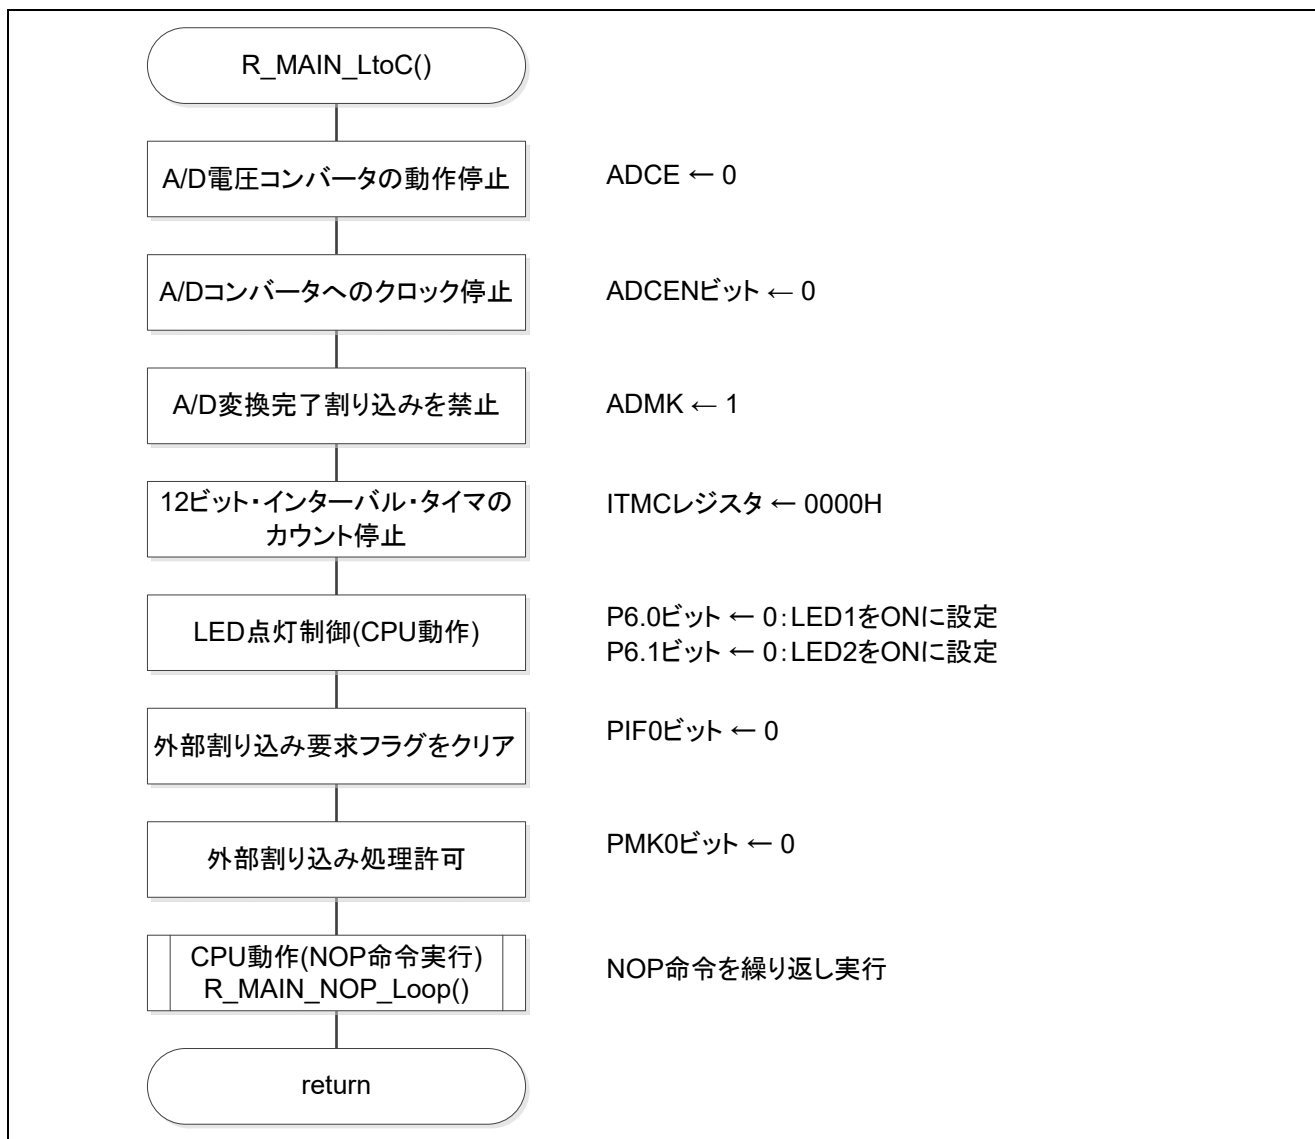 R_MAIN_LtoC()
A/D電圧コンバータの動作停止
ADCE ← 0
A/Dコンバータへのクロック停止
ADCENビット ← 0
A/D変換完了割り込みを禁止
ADMK ← 1
12ビット・インターバル・タイマの
カウント停止
ITMCレジスタ ← 0000H
LED点灯制御(CPU動作)
P6.0ビット ← 0：LED1をONに設定
P6.1ビット ← 0：LED2をONに設定
外部割り込み要求フラグをクリア
PIF0ビット ← 0
外部割り込み処理許可
PMK0ビット ← 0
CPU動作(NOP命令実行)
R_MAIN_NOP_Loop()
NOP命令を繰り返し実行
return